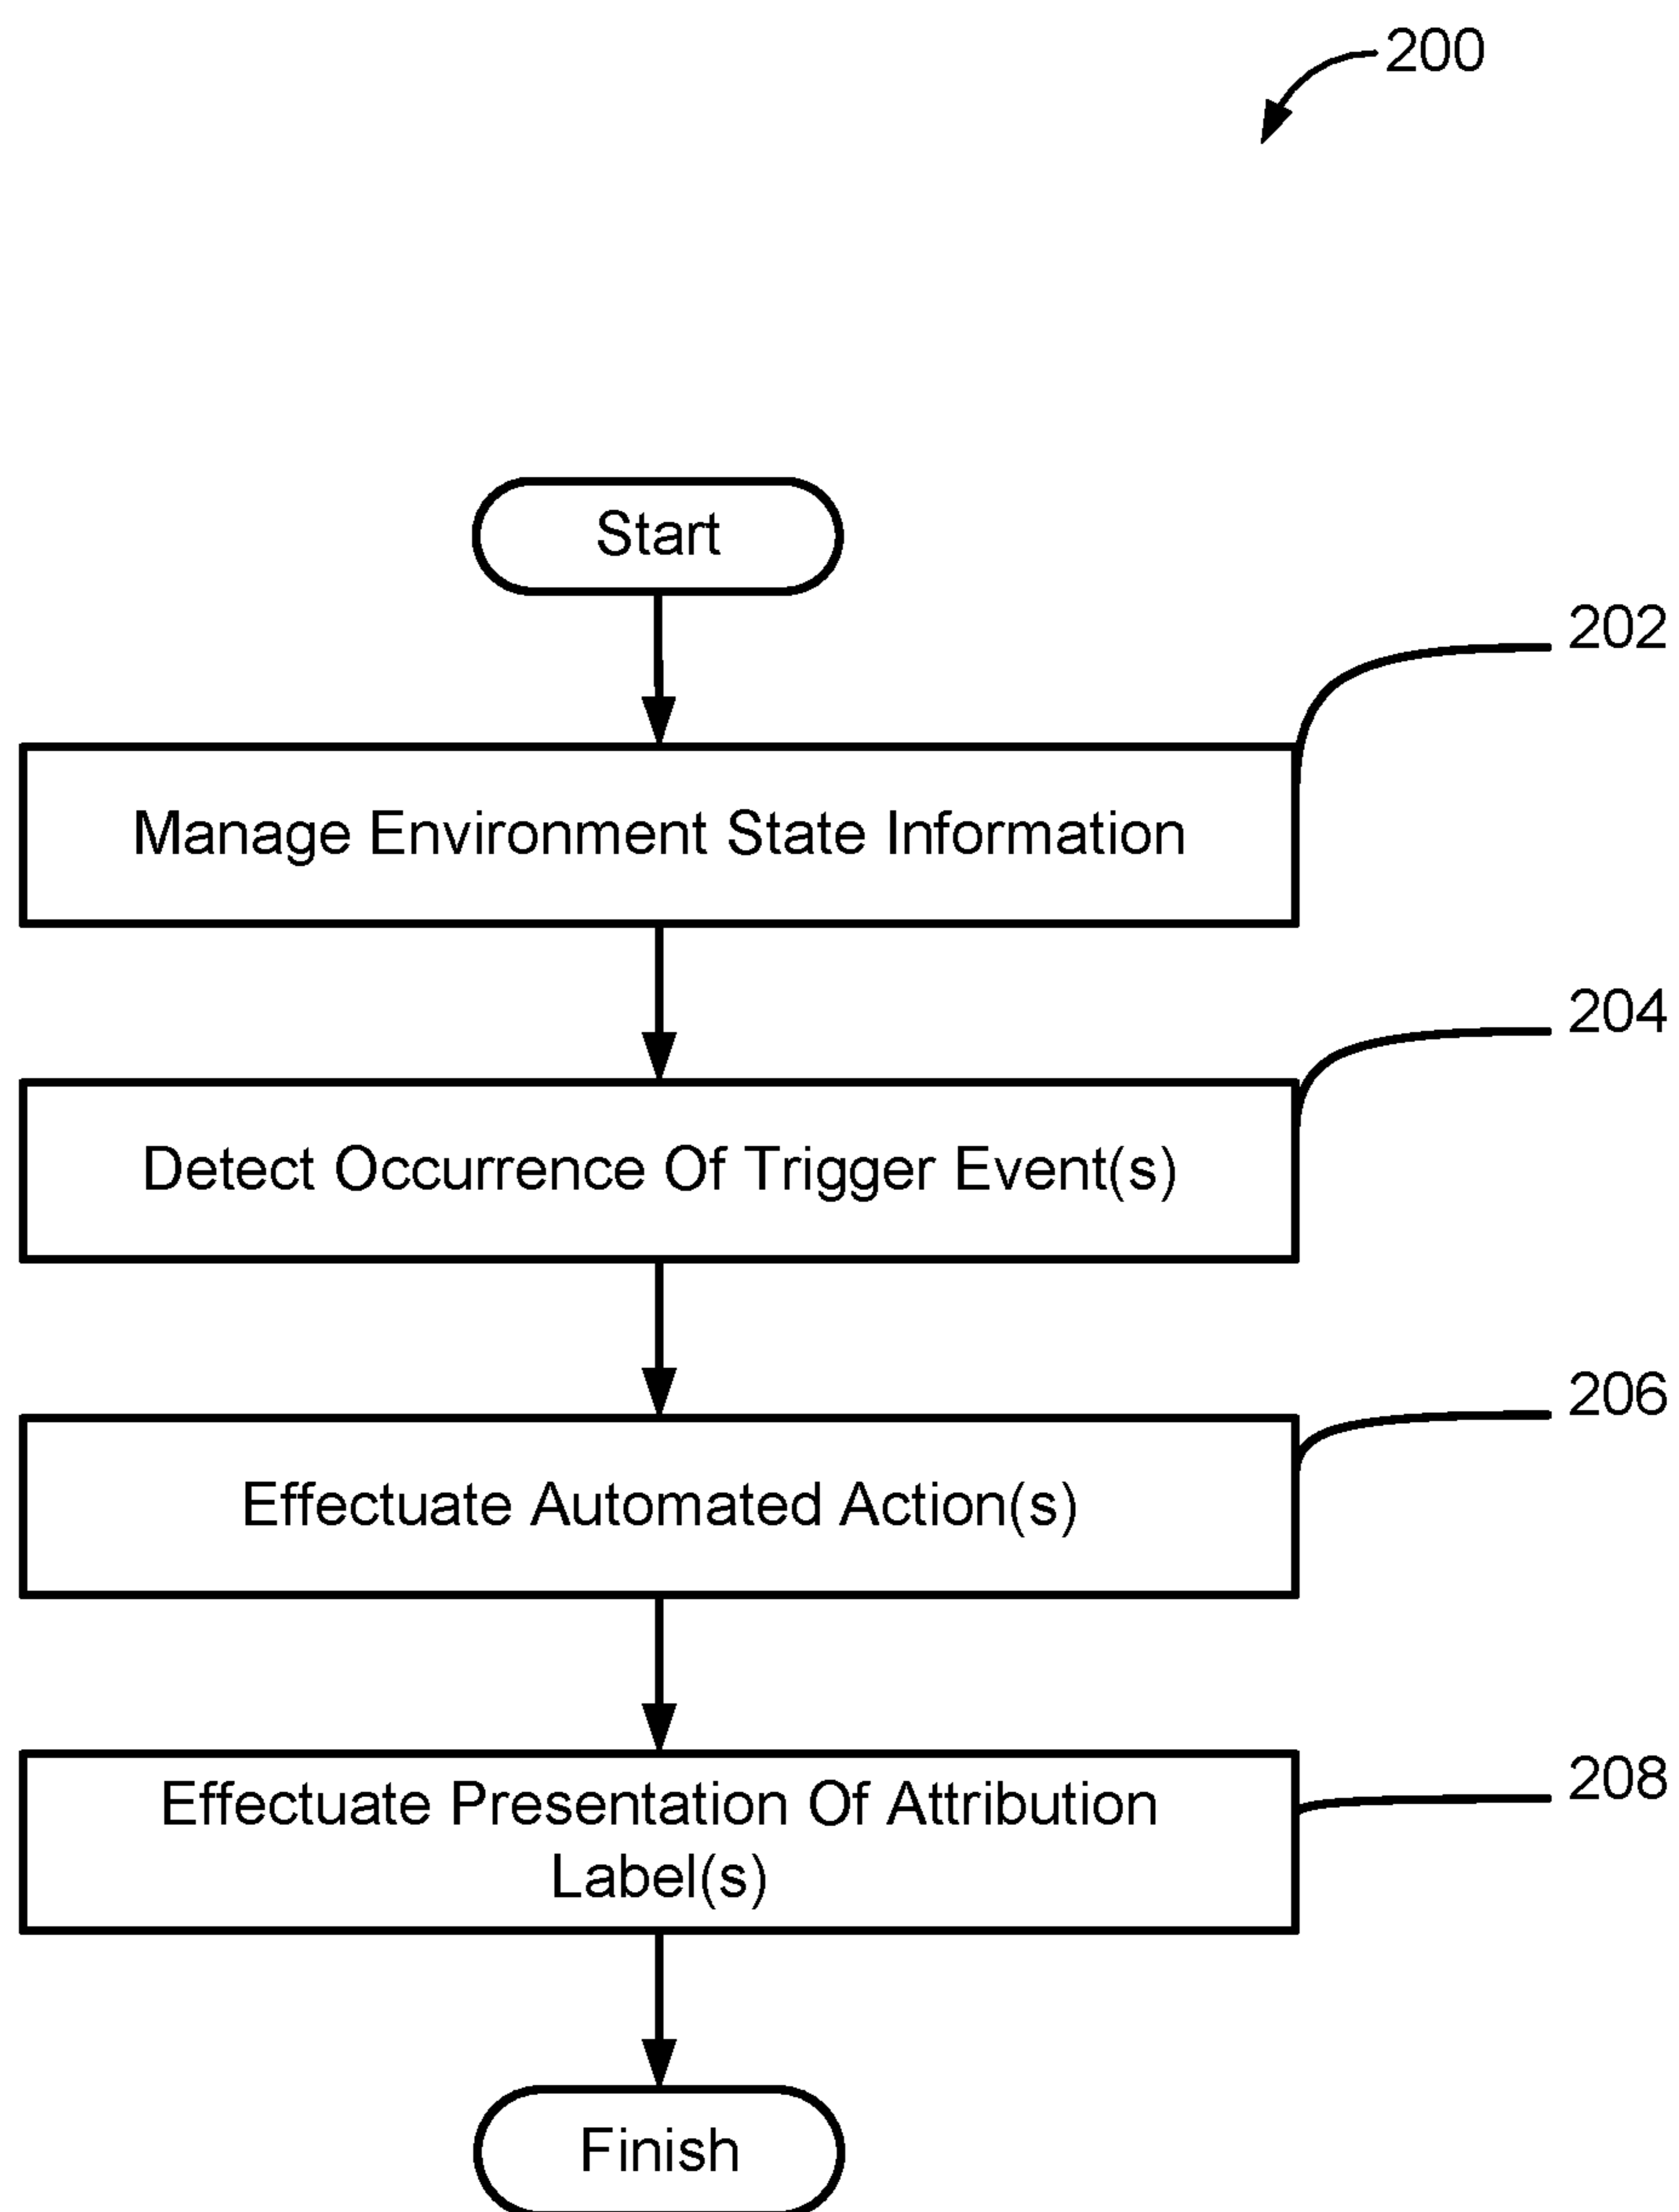 200
Start
202
Manage Environment State Information
204
Detect Occurrence Of Trigger Event(s)
206
Effectuate Automated Action(s)
208
Effectuate Presentation Of Attribution
Label(s)
Finish